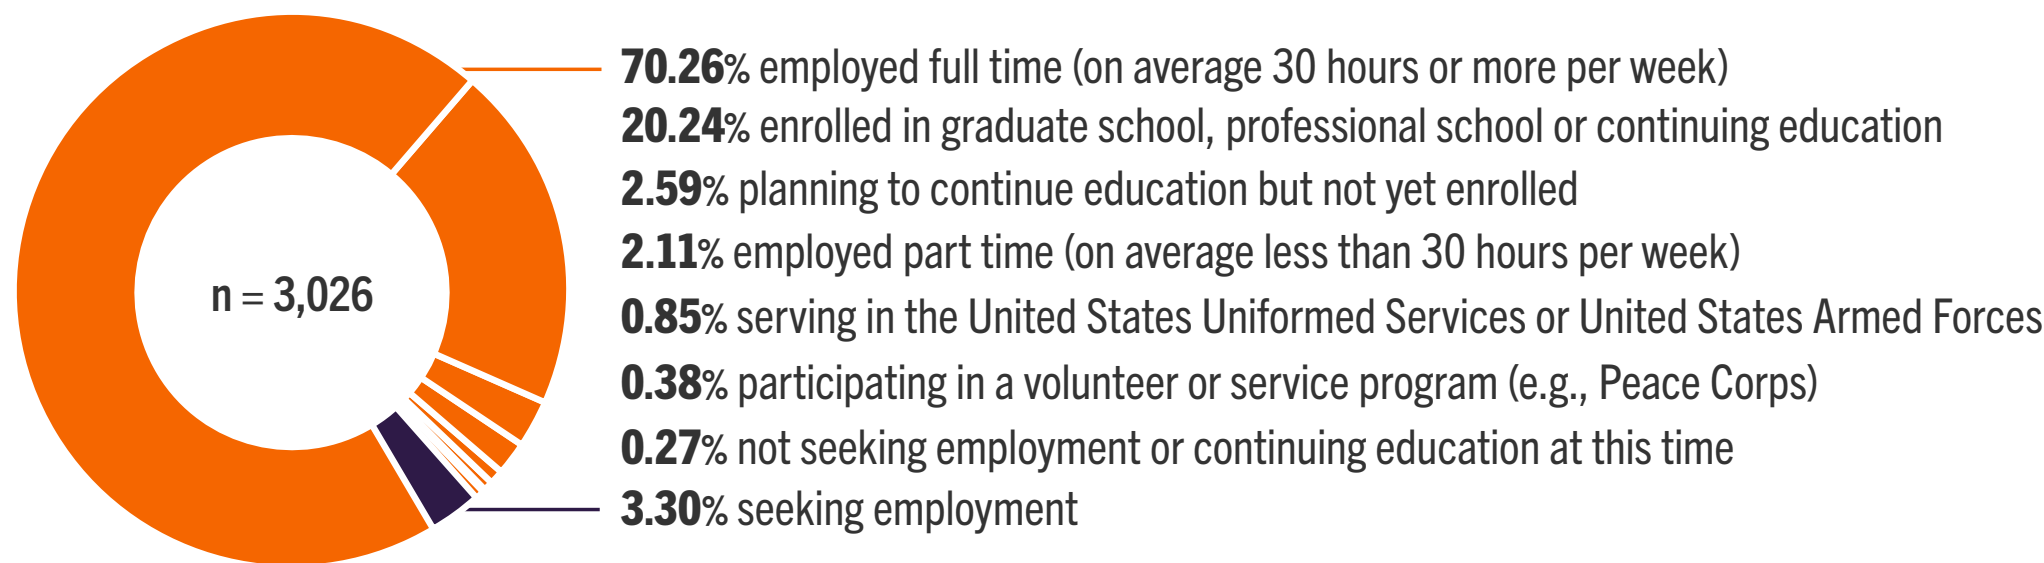 70.26% employed full time (on average 30 hours or more per week)
20.24% enrolled in graduate school, professional school or continuing education
2.59% planning to continue education but not yet enrolled
2.11% employed part time (on average less than 30 hours per week)
n = 3,026
0.85% serving in the United States Uniformed Services or United States Armed Forces
0.38% participating in a volunteer or service program (e.g., Peace Corps)
0.27% not seeking employment or continuing education at this time
3.30% seeking employment